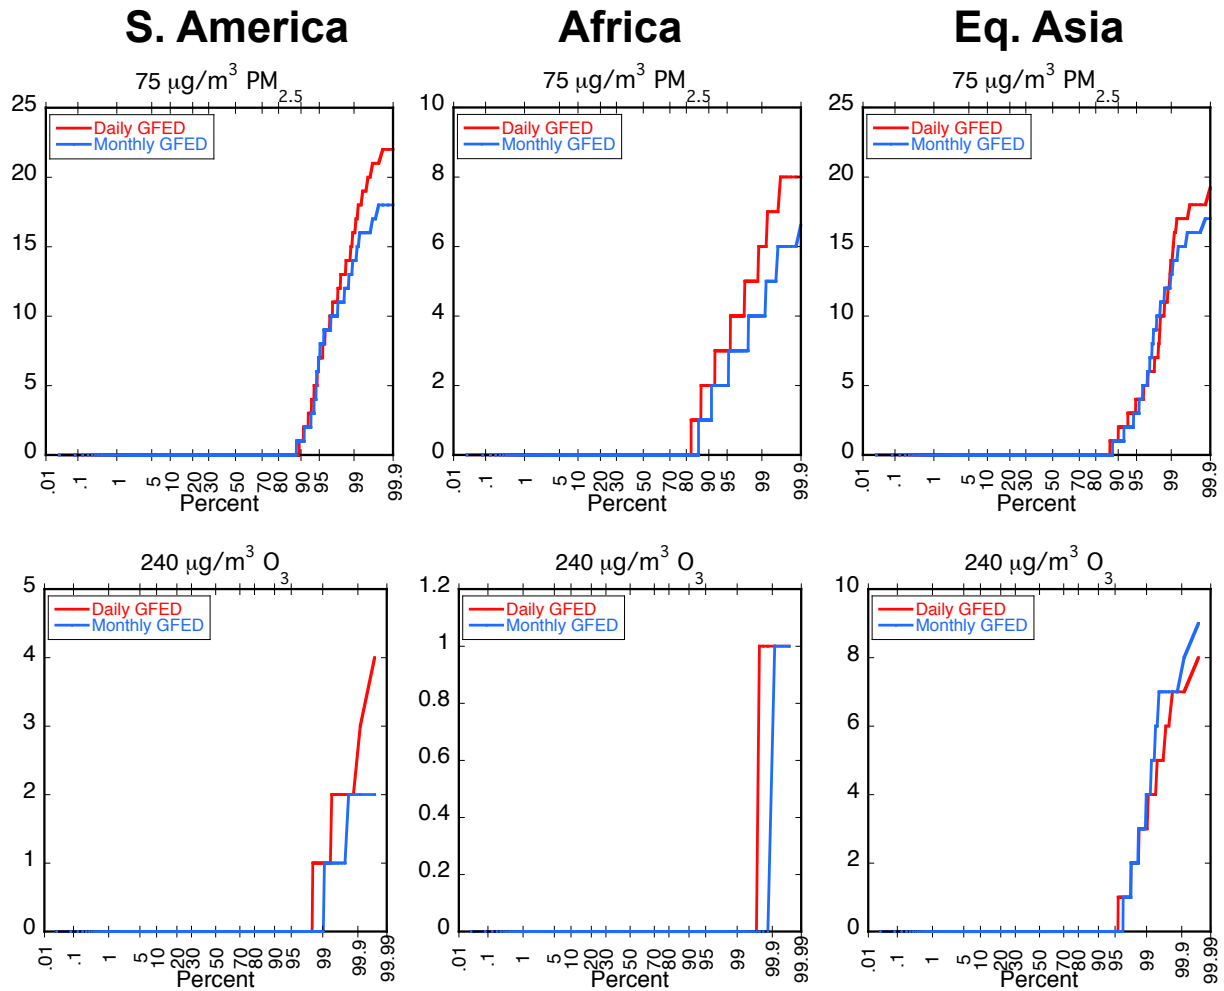 S. America Africa Eq. Asia
75 μg/m3 PM2.5 75 μg/m3 PM2.5 75 μg/m3 PM2.5
Daily GFED
Monthly GFED
25
20
15
10
5
0
.01 .1 1 5 10 20 30 50 70 80 90 95 99 99.9
Percent
Daily GFED
Monthly GFED
10
8
6
4
2
0
.01 .1 1 5 10 20 30 50 70 80 90 95 99 99.9
Percent
Daily GFED
Monthly GFED
25
20
15
10
5
0
.01 .1 1 5 10 20 30 50 70 80 90 95 99 99.9
Percent
240 μg/m3 O3 240 μg/m3 O3 240 μg/m3 O3
Daily GFED
Monthly GFED
5
4
3
2
1
0
.01 .1 1 5 10 20 30 50 70 80 90 95 99 99.9 99.99
Percent
Daily GFED
Monthly GFED
1.2
1
0.8
0.6
0.4
0.2
0
.01 .1 1 5 10 20 30 50 70 80 90 95 99 99.9 99.99
Percent
Daily GFED
Monthly GFED
10
8
6
4
2
0
.01 .1 1 5 10 20 30 50 70 80 90 95 99 99.9 99.99
Percent